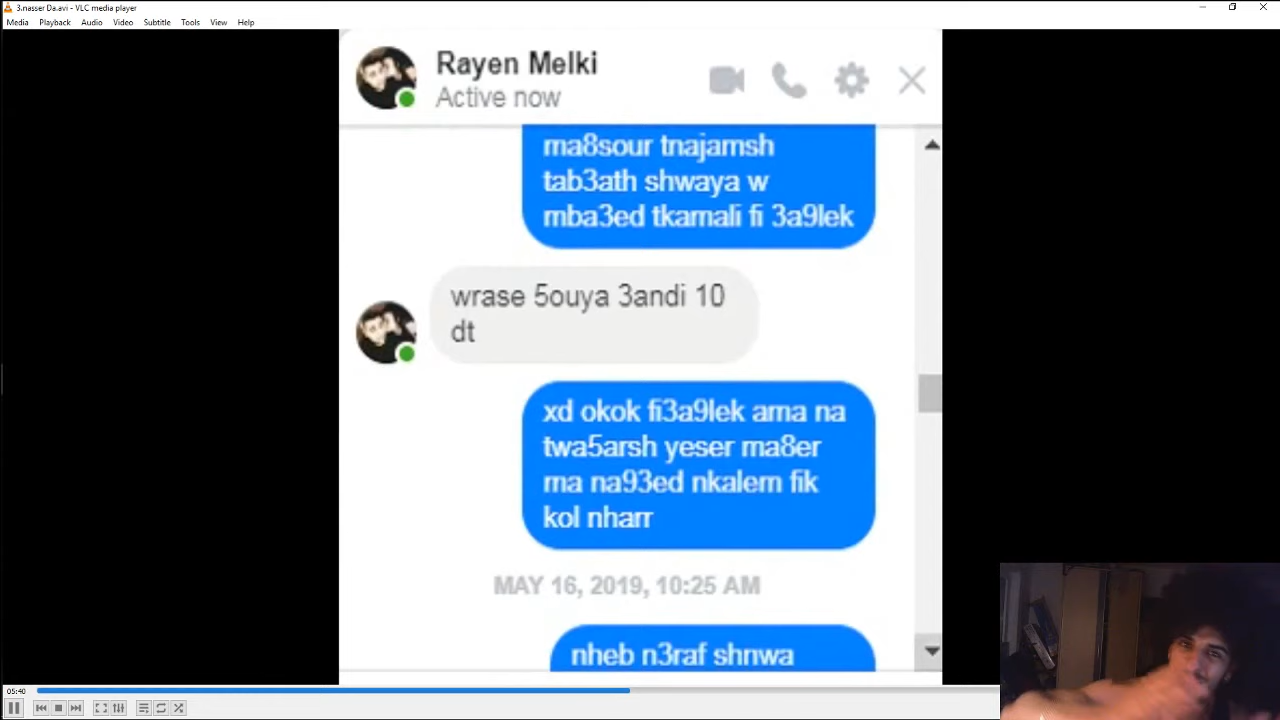 3.nasser Da.avi - VLC media player
Media Playback Audio Video Subtitle Tools View Help
Rayen Melki
Active now
ma8sour tnajamsh
tab3ath shwaya w
mba3ed tkamali fi 3a9lek
wrase 5ouya 3andi 10
dt
xd okok fi3a9lek ama na
twa5arsh yeser ma8er
ma na93ed nkalem fik
kol nharr
MAY 16, 2019, 10:25 AM
nheb n3raf shnwa
05:40